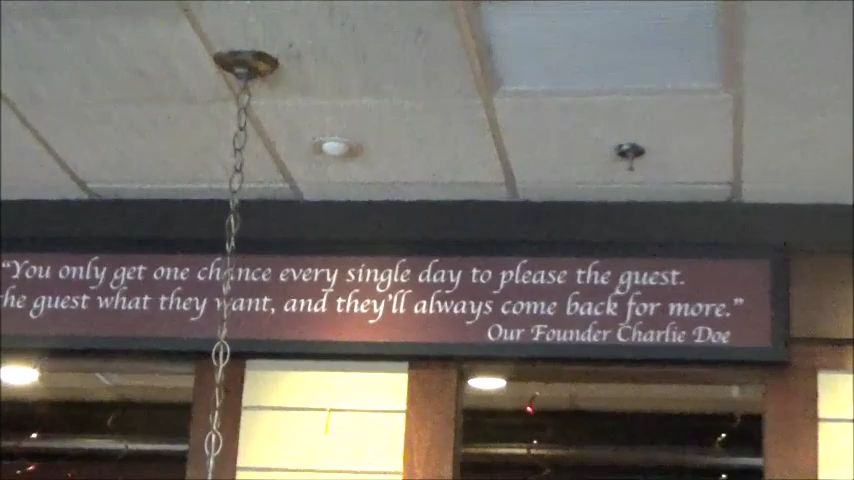 “You only get one chance every single day to please the guest.
the guest what they want, and they'll always come back for more.”
Our Founder Charlie Doe